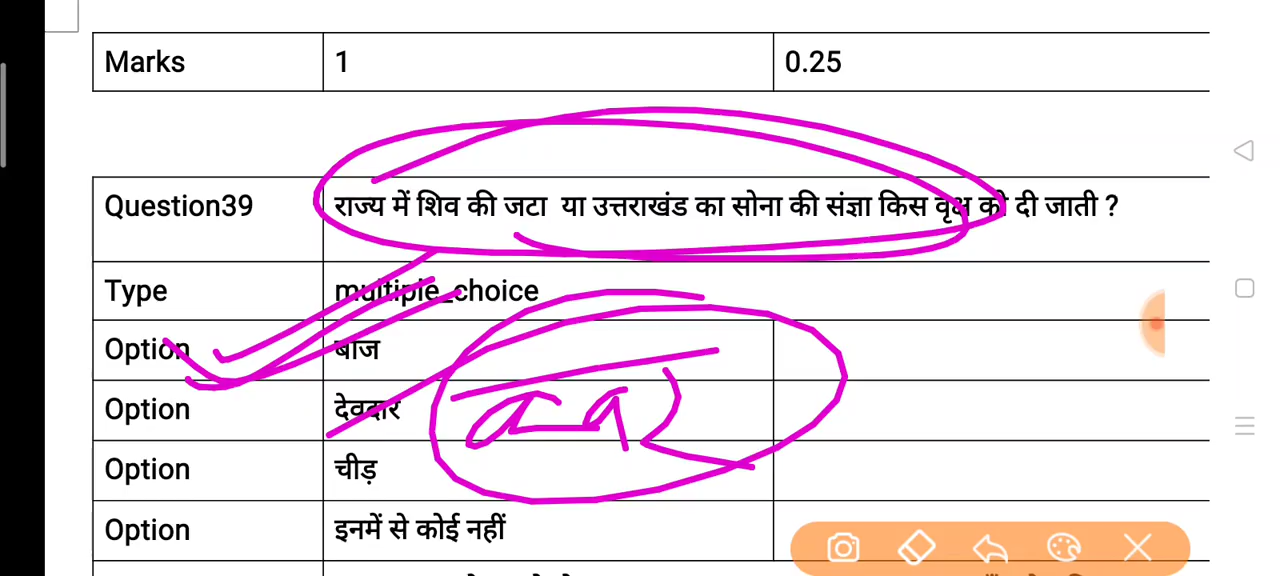 Marks 1 0.25
Question39 राज्य में शिव की जटा या उत्तराखंड का सोना की संज्ञा किस वृक्ष को दी जाती ?
Type multiple_choice
Option बांज
Option देवदार
Option चीड़
Option इनमें से कोई नहीं